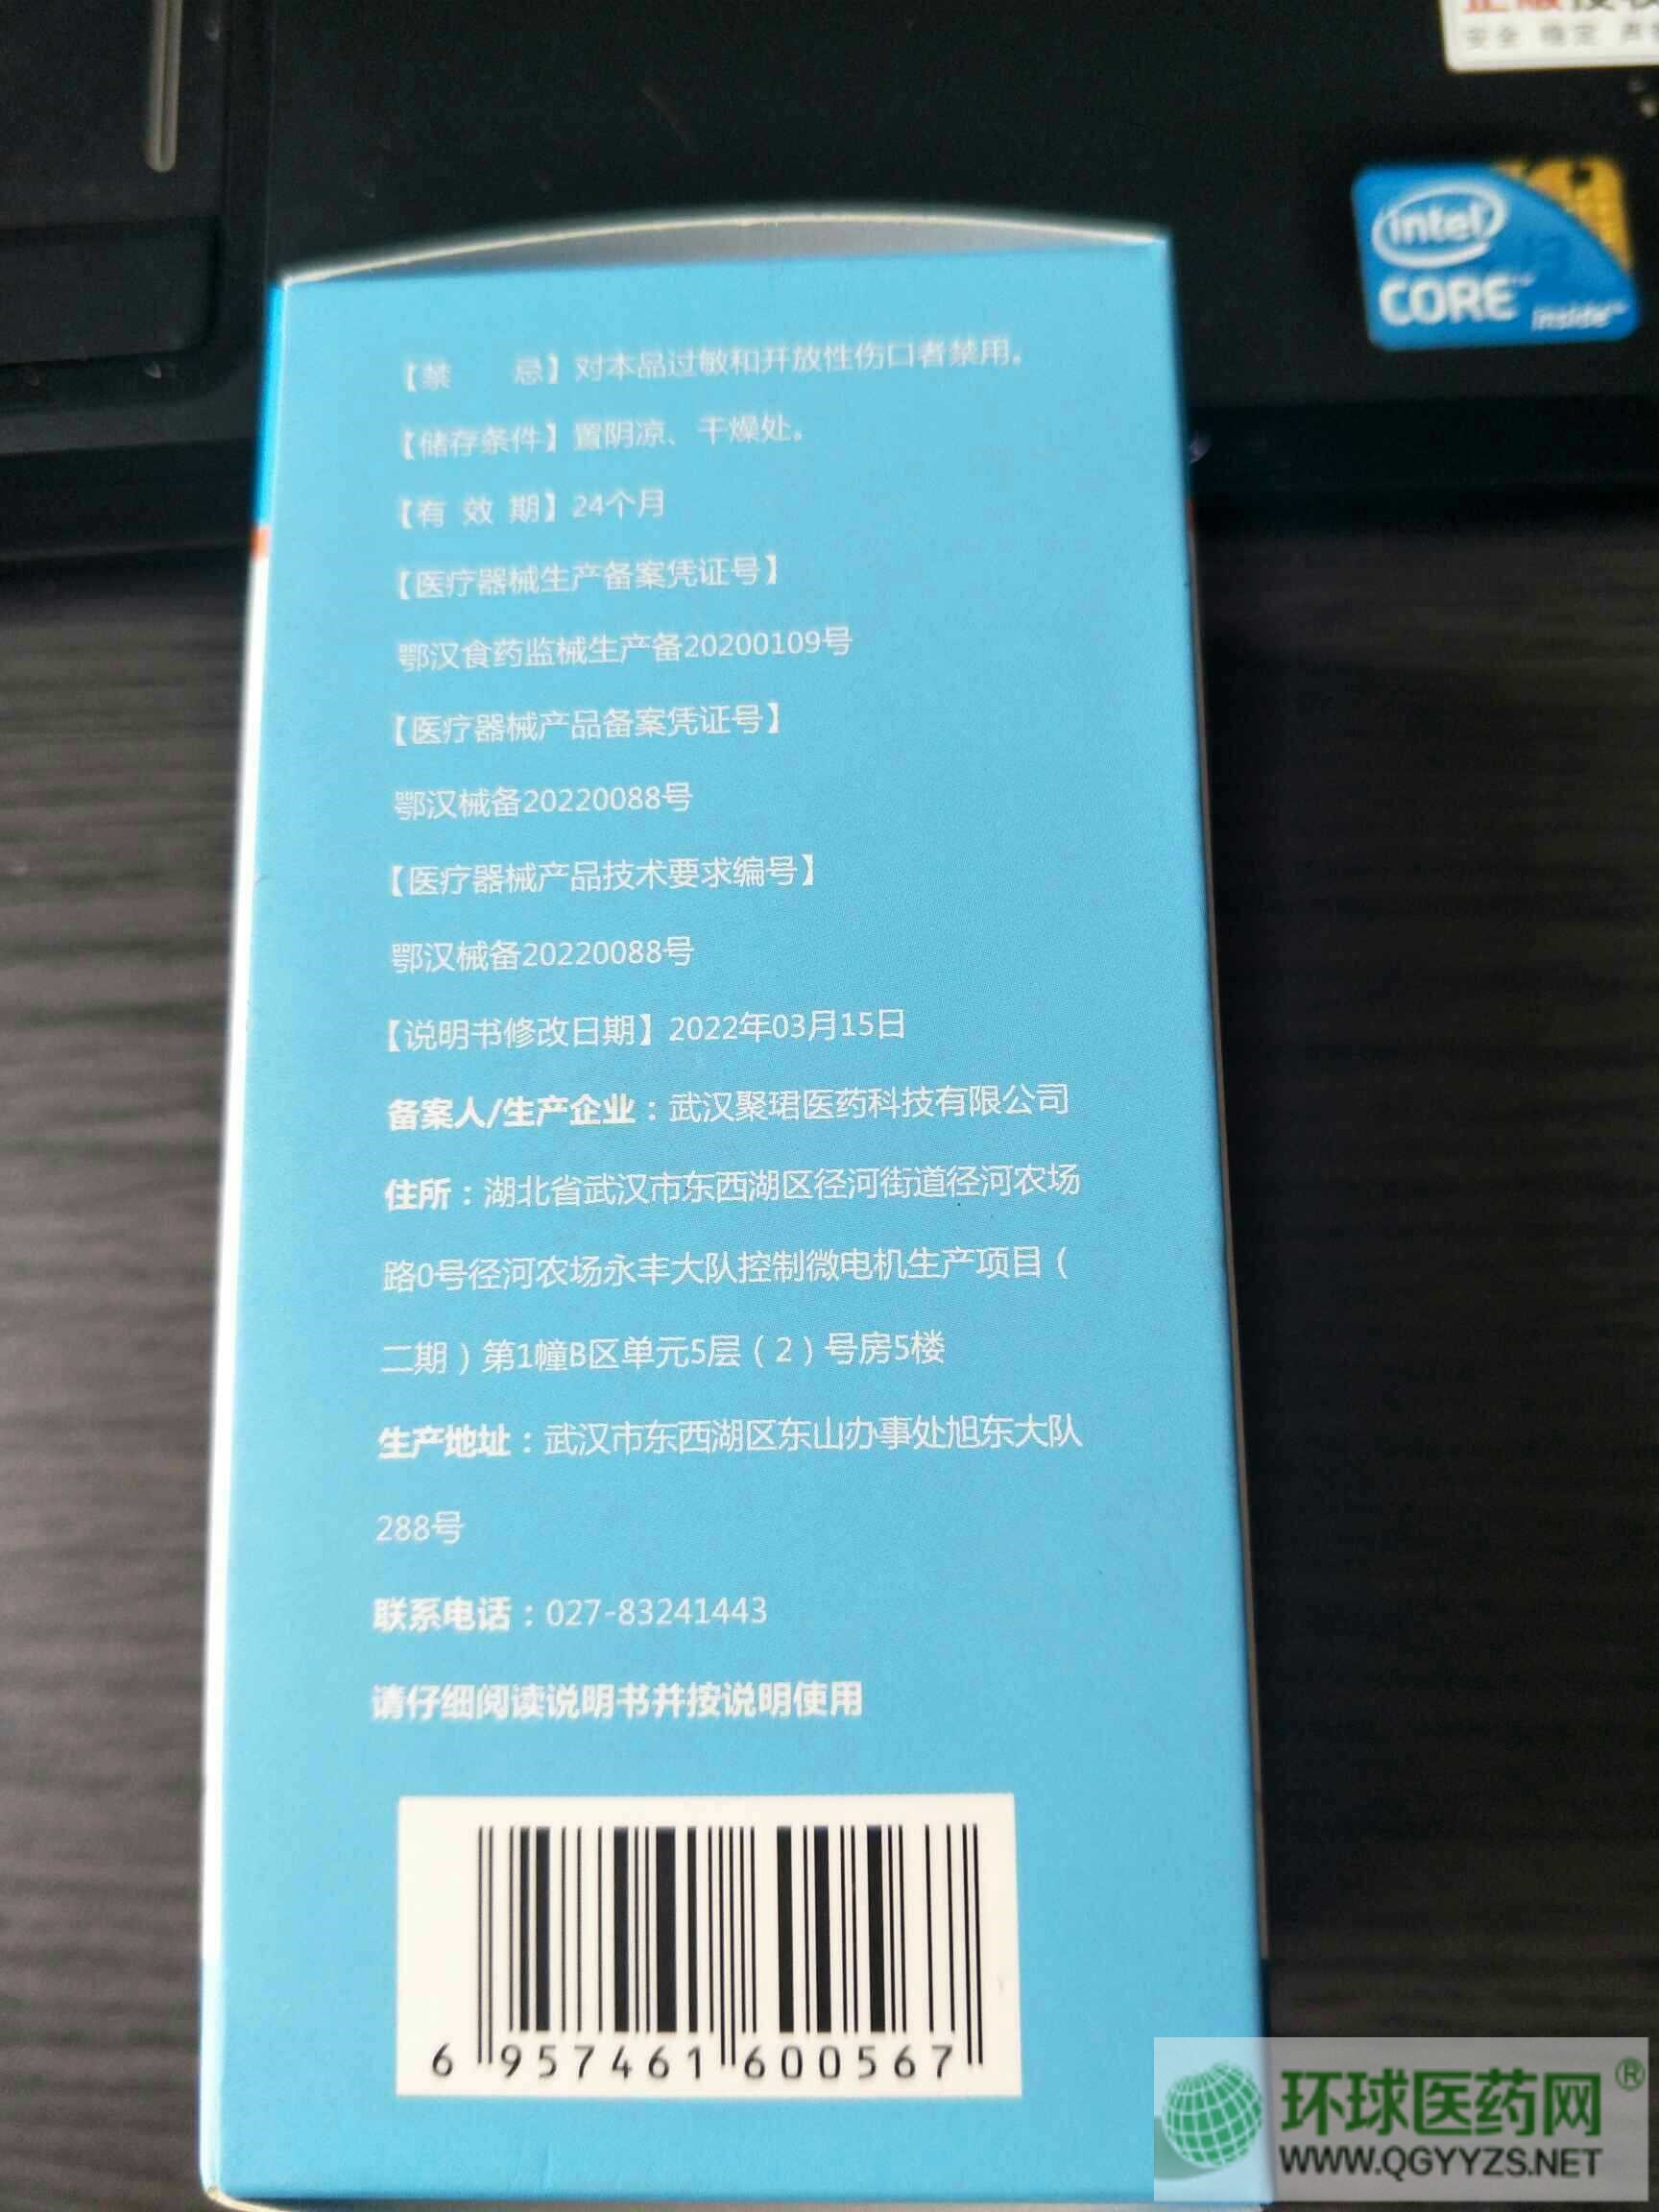 正版授权
安全 稳定 声
intel
CORE™ i3
inside™
【禁 忌】对本品过敏和开放性伤口者禁用。
【储存条件】置阴凉、干燥处。
【有 效 期】24个月
【医疗器械生产备案凭证号】
鄂汉食药监械生产备20200109号
【医疗器械产品备案凭证号】
鄂汉械备20220088号
【医疗器械产品技术要求编号】
鄂汉械备20220088号
【说明书修改日期】2022年03月15日
备案人/生产企业：武汉聚珺医药科技有限公司
住所：湖北省武汉市东西湖区径河街道径河农场
路0号径河农场永丰大队控制微电机生产项目（
二期）第1幢B区单元5层（2）号房5楼
生产地址：武汉市东西湖区东山办事处旭东大队
288号
联系电话：027-83241443
请仔细阅读说明书并按说明使用
6 957461 600567
环球医药网®
WWW.QGYYZS.NET